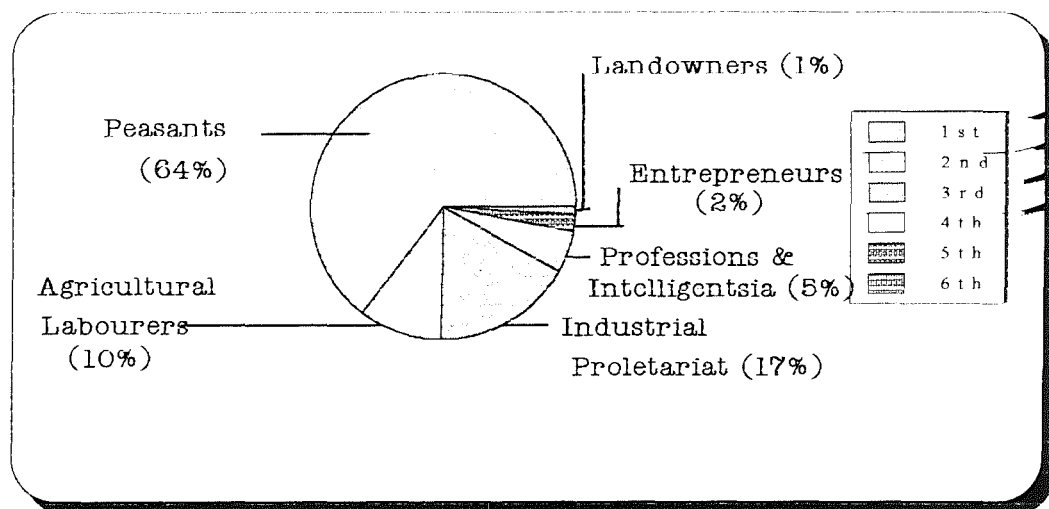 Landowners (1%)
Peasants
(64%)
Entrepreneurs
(2%)
Professions &
Intelligentsia (5%)
Industrial
Proletariat (17%)
Agricultural
Labourers
(10%)
1st
2nd
3rd
4th
5th
6th